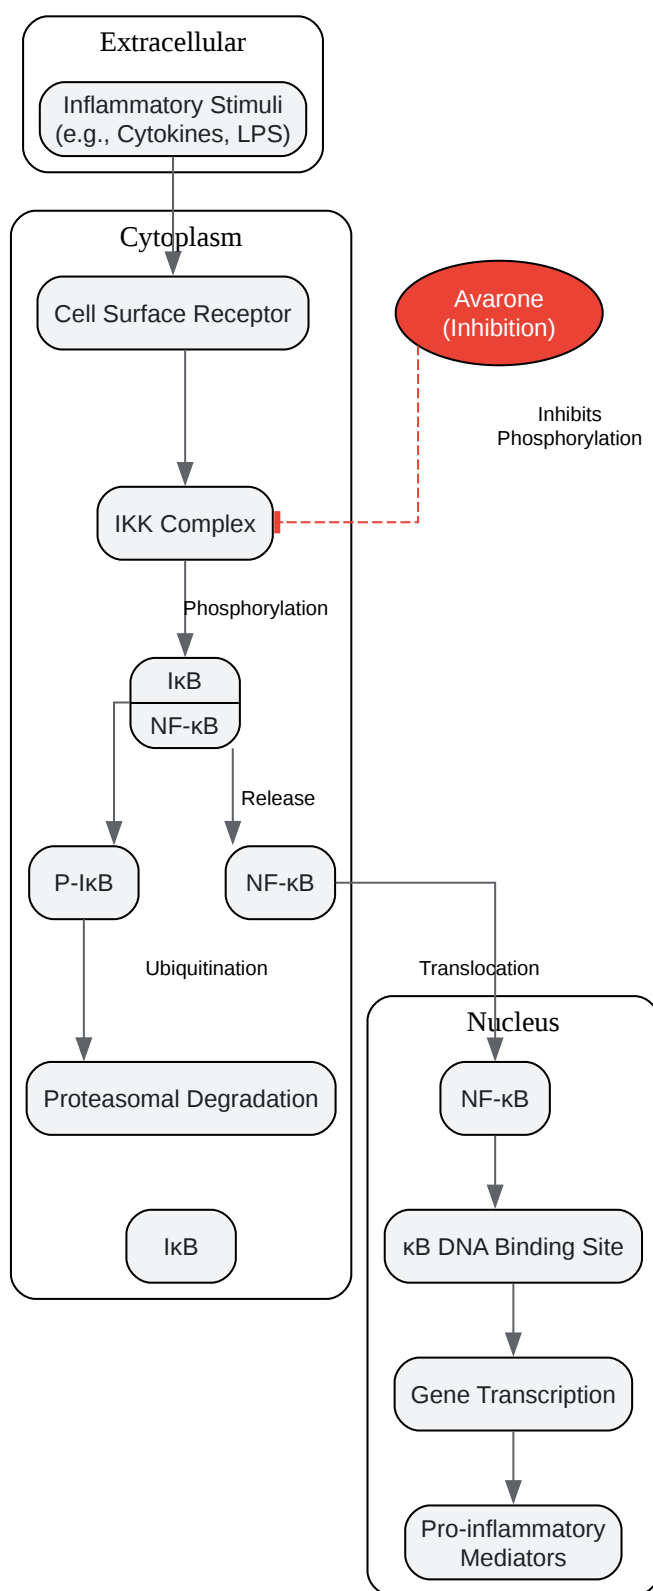 Extracellular
Inflammatory Stimuli
(e.g., Cytokines, LPS)
Cytoplasm
Cell Surface Receptor
Avarone
(Inhibition)
Inhibits
Phosphorylation
IKK Complex
Phosphorylation
IκB
NF-κB
Release
P-IκB
NF-κB
Ubiquitination
Translocation
Nucleus
Proteasomal Degradation
NF-κB
IκB
κB DNA Binding Site
Gene Transcription
Pro-inflammatory
Mediators